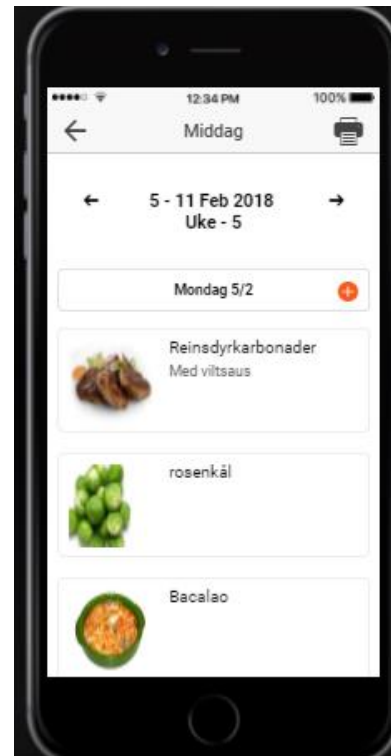 12:34 PM
100%
Middag
5 - 11 Feb 2018
Uke - 5
Mondag 5/2
Reinsdyrkarbonader
Med viltsaus
rosenkål
Bacalao